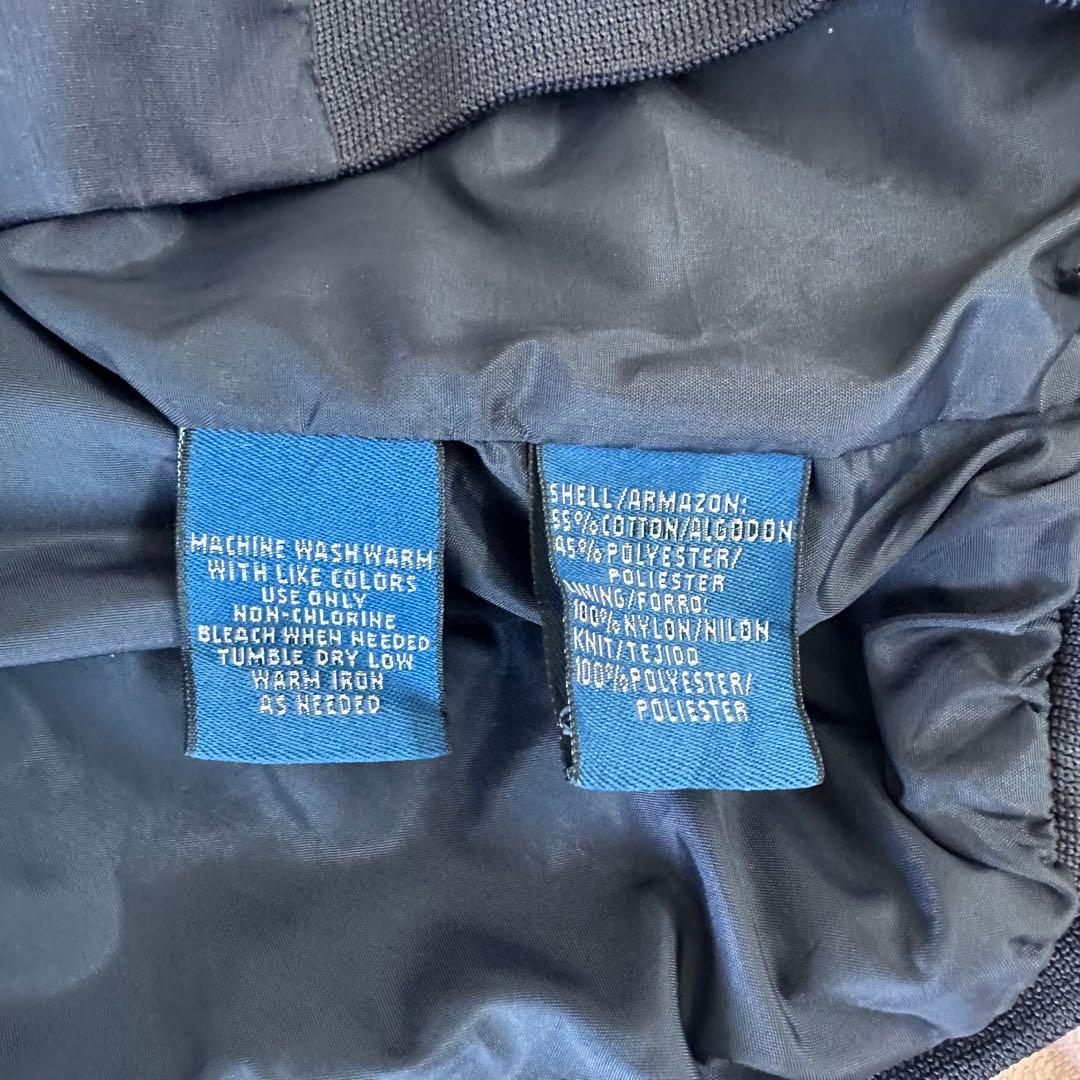 MACHINE WASH WARM
WITH LIKE COLORS
USE ONLY
NON-CHLORINE
BLEACH WHEN NEEDED
TUMBLE DRY LOW
WARM IRON
AS NEEDED
SHELL/ARMAZON:
55% COTTON/ALGODON
45% POLYESTER/
POLIESTER
LINING/FORRO:
100% NYLON/NILON
KNIT/TEJIDO
100% POLYESTER/
POLIESTER